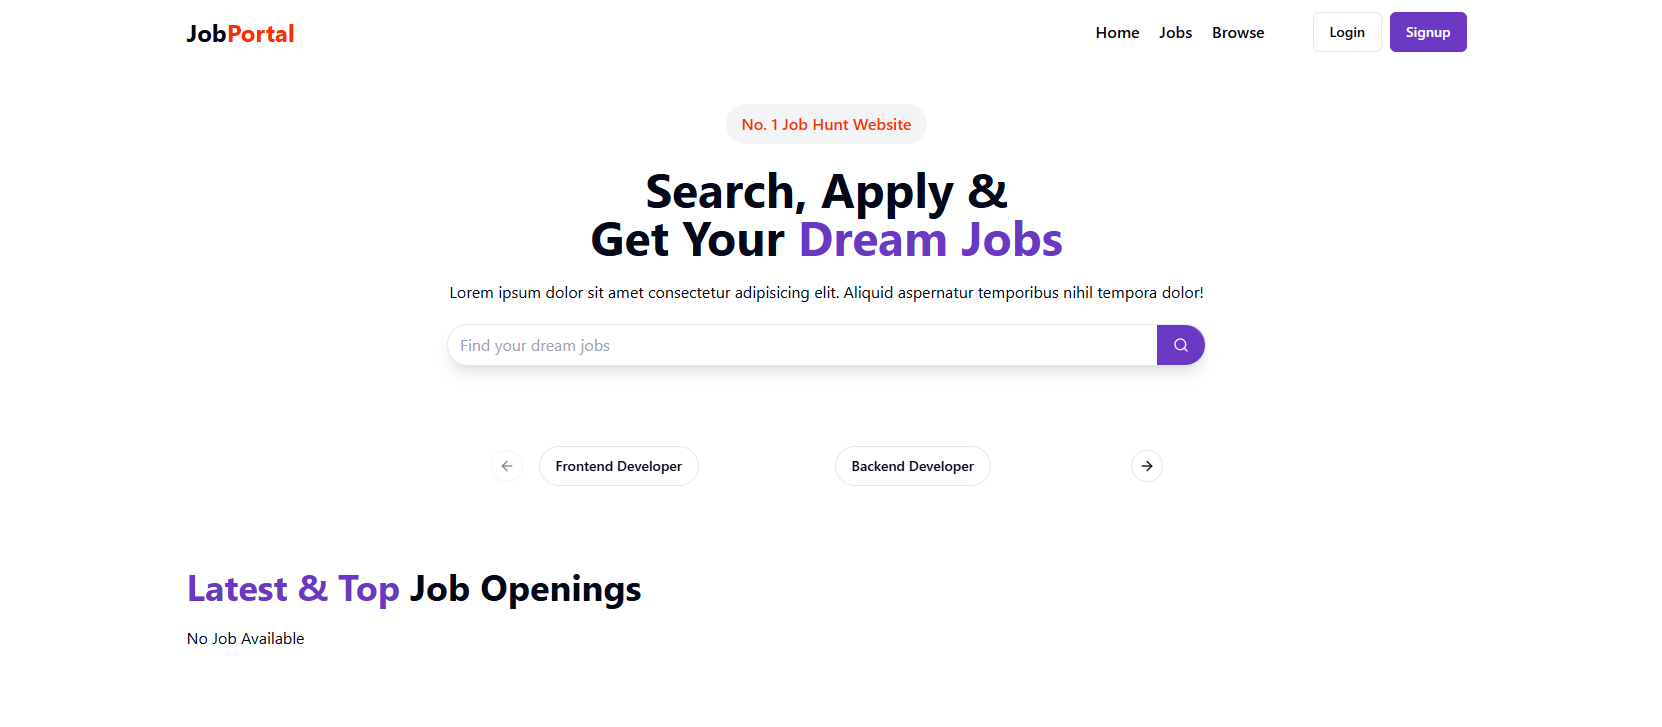 JobPortal
Home Jobs Browse Login Signup
No. 1 Job Hunt Website
Search, Apply &
Get Your Dream Jobs
Lorem ipsum dolor sit amet consectetur adipisicing elit. Aliquid aspernatur temporibus nihil tempora dolor!
Find your dream jobs
Frontend Developer Backend Developer
Latest & Top Job Openings
No Job Available